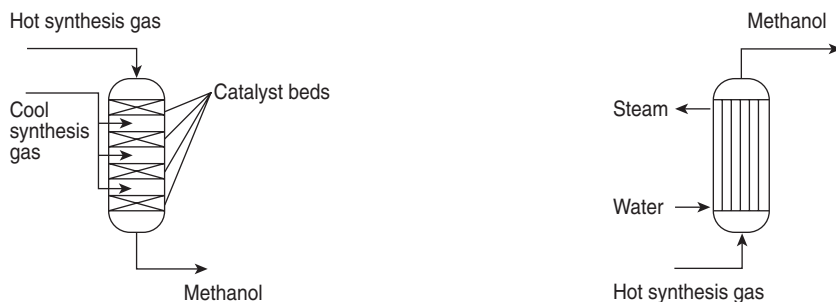 Hot synthesis gas
Cool
synthesis
gas
Catalyst beds
Methanol
Methanol
Steam
Water
Hot synthesis gas